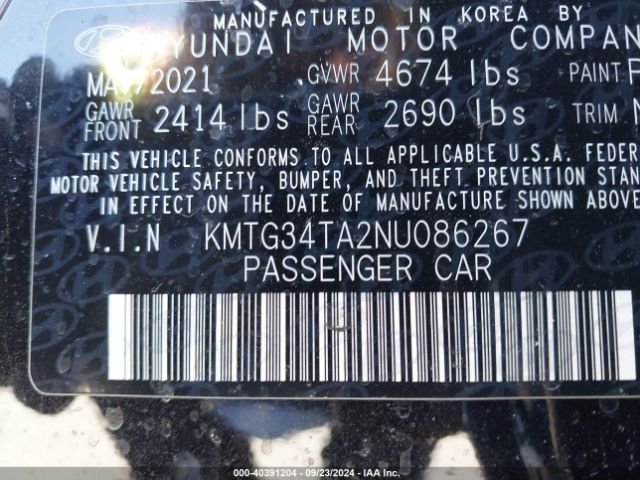 MANUFACTURED IN KOREA BY
HYUNDAI MOTOR COMPAN
2021 GVWR 4674 lbs PAINT
GAWR FRONT 2414 lbs GAWR REAR 2690 lbs TRIM
THIS VEHICLE CONFORMS TO ALL APPLICABLE U.S.A. FEDER
MOTOR VEHICLE SAFETY, BUMPER, AND THEFT PREVENTION STAN
IN EFFECT ON THE DATE OF MANUFACTURE SHOWN ABOVE
V.I.N KMTG34TA2NU086267
PASSENGER CAR
00-40391204 - 09/23/2024 - IAA Inc.